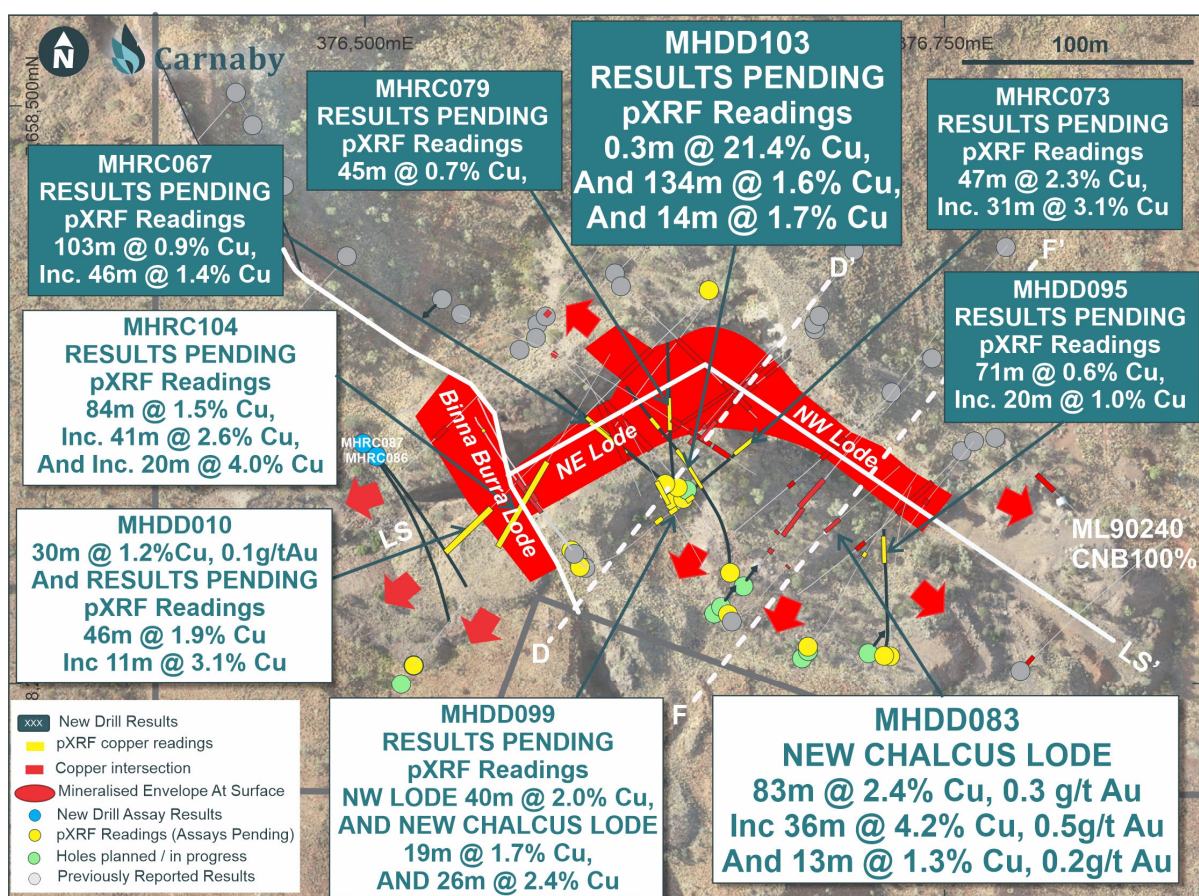 N
Carnaby
376,500mE
376,750mE
100m
MHRC067
RESULTS PENDING
pXRF Readings
103m @ 0.9% Cu,
Inc. 46m @ 1.4% Cu
MHRC079
RESULTS PENDING
pXRF Readings
45m @ 0.7% Cu,
MHDD103
RESULTS PENDING
pXRF Readings
0.3m @ 21.4% Cu,
And 134m @ 1.6% Cu,
And 14m @ 1.7% Cu
MHRC073
RESULTS PENDING
pXRF Readings
47m @ 2.3% Cu,
Inc. 31m @ 3.1% Cu
D'
F'
MHDD095
RESULTS PENDING
pXRF Readings
71m @ 0.6% Cu,
Inc. 20m @ 1.0% Cu
MHRC104
RESULTS PENDING
pXRF Readings
84m @ 1.5% Cu,
Inc. 41m @ 2.6% Cu,
And Inc. 20m @ 4.0% Cu
MHRC087
MHRC086
Binna Burra Lode
NE Lode
NW Lode
LS
ML90240
CNB100%
MHDD010
30m @ 1.2%Cu, 0.1g/tAu
And RESULTS PENDING
pXRF Readings
46m @ 1.9% Cu
Inc 11m @ 3.1% Cu
D
F
LS'
MHDD099
RESULTS PENDING
pXRF Readings
NW LODE 40m @ 2.0% Cu,
AND NEW CHALCUS LODE
19m @ 1.7% Cu,
AND 26m @ 2.4% Cu
MHDD083
NEW CHALCUS LODE
83m @ 2.4% Cu, 0.3 g/t Au
Inc 36m @ 4.2% Cu, 0.5g/t Au
And 13m @ 1.3% Cu, 0.2g/t Au
xxx New Drill Results
pXRF copper readings
Copper intersection
Mineralised Envelope At Surface
New Drill Assay Results
pXRF Readings (Assays Pending)
Holes planned / in progress
Previously Reported Results